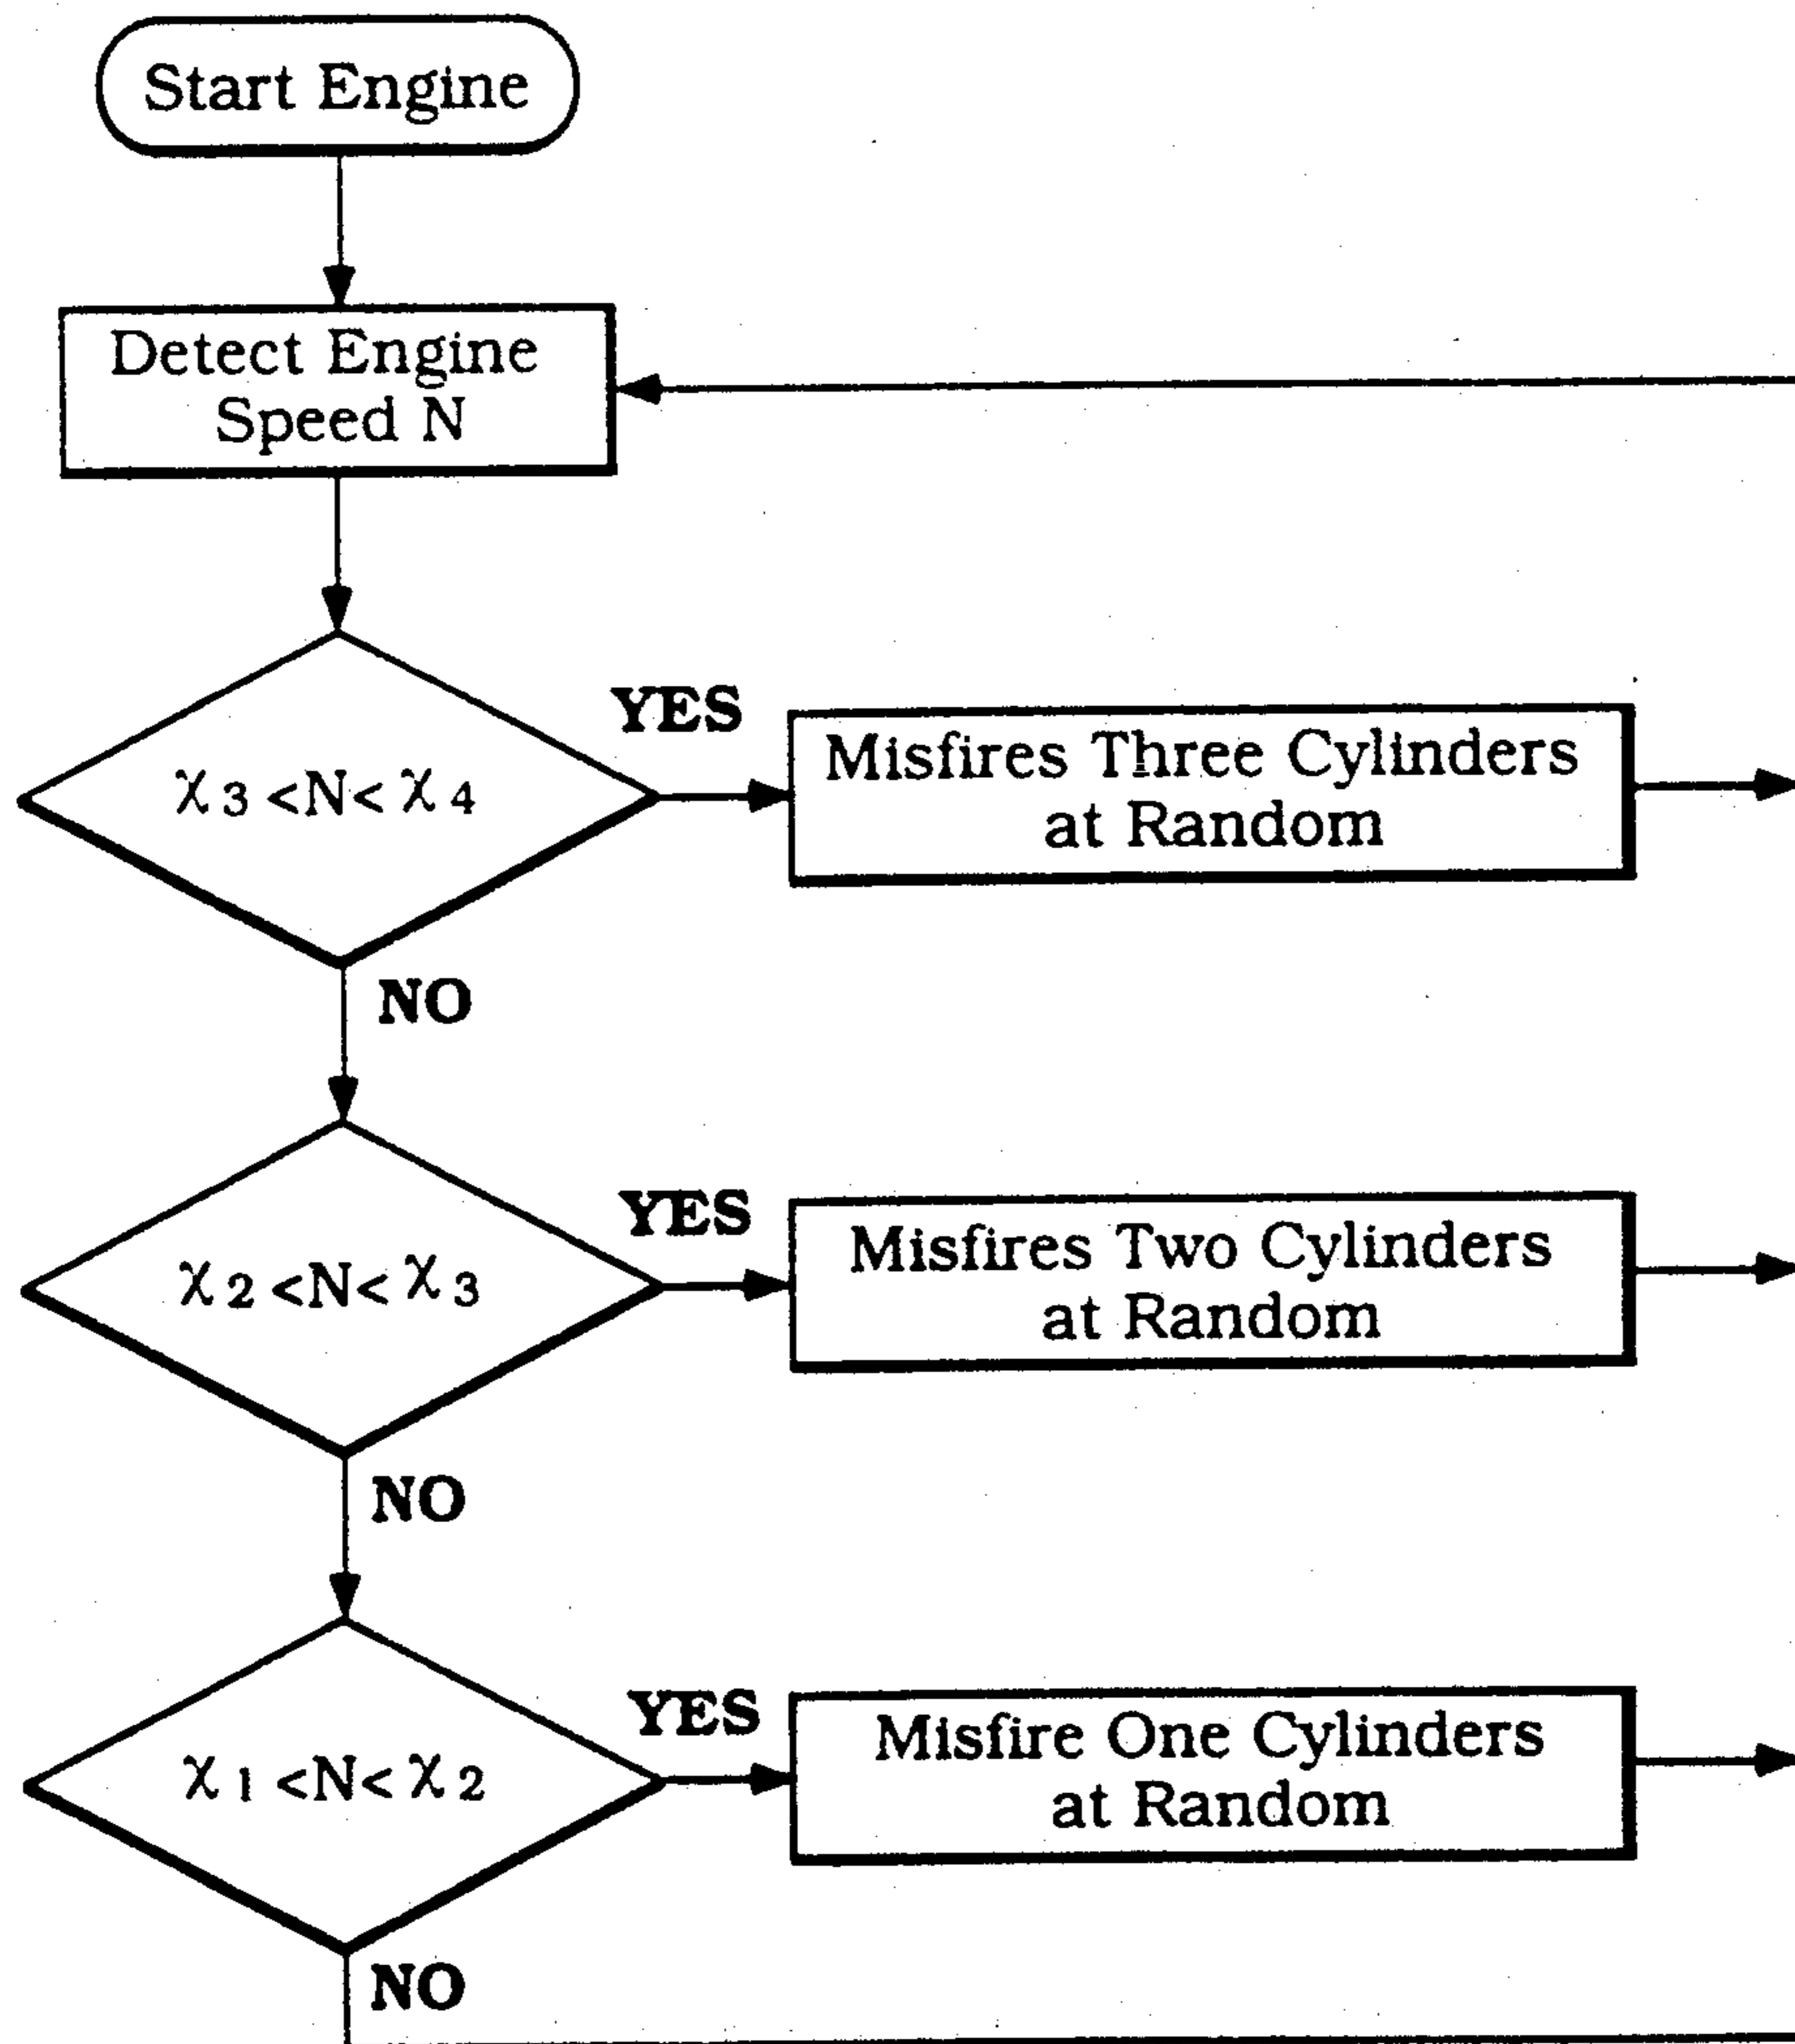 Start Engine
Detect Engine
Speed N
χ3 <N< χ4
YES
Misfires Three Cylinders
at Random
NO
χ2 <N< χ3
YES
Misfires Two Cylinders
at Random
NO
χ1 <N< χ2
YES
Misfire One Cylinders
at Random
NO